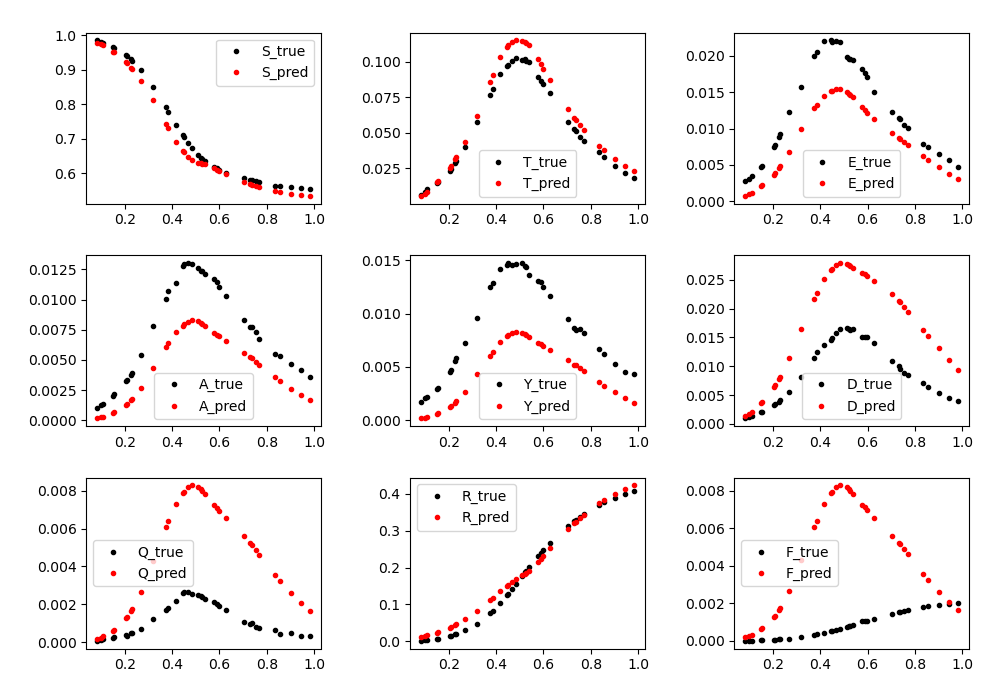 1.0
0.9
0.8
0.7
0.6
S_true
S_pred
0.2 0.4 0.6 0.8 1.0
0.100
0.075
0.050
0.025
T_true
T_pred
0.2 0.4 0.6 0.8 1.0
0.020
0.015
0.010
0.005
0.000
E_true
E_pred
0.2 0.4 0.6 0.8 1.0
0.0125
0.0100
0.0075
0.0050
0.0025
0.0000
A_true
A_pred
0.2 0.4 0.6 0.8 1.0
0.015
0.010
0.005
0.000
Y_true
Y_pred
0.2 0.4 0.6 0.8 1.0
0.025
0.020
0.015
0.010
0.005
0.000
D_true
D_pred
0.2 0.4 0.6 0.8 1.0
0.008
0.006
0.004
0.002
0.000
Q_true
Q_pred
0.2 0.4 0.6 0.8 1.0
0.4
0.3
0.2
0.1
0.0
R_true
R_pred
0.2 0.4 0.6 0.8 1.0
0.008
0.006
0.004
0.002
0.000
F_true
F_pred
0.2 0.4 0.6 0.8 1.0